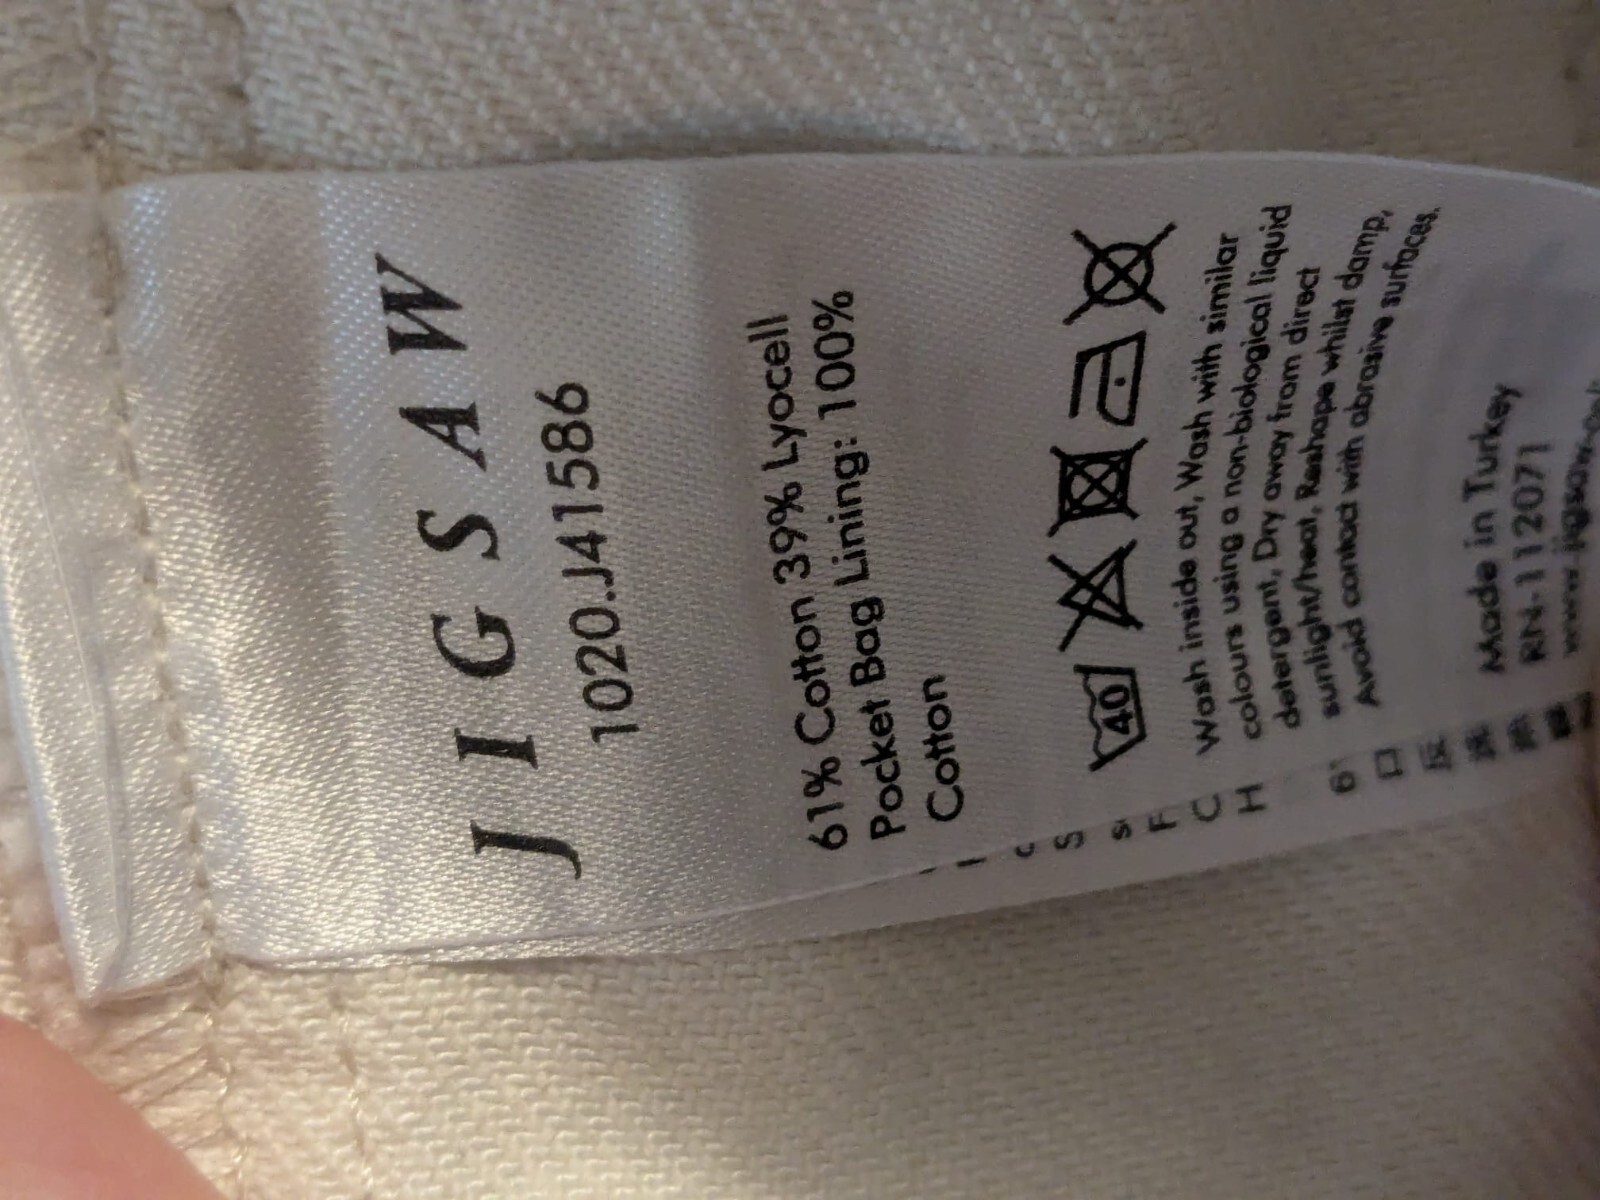 JIGSAW
1020.J41586
61% Cotton 39% Lyocell
Pocket Bag Lining: 100%
Cotton
40
Wash inside out, Wash with similar
colours using a non-biological liquid
detergent, Dry away from direct
sunlight/heat, Reshape whilst damp,
Avoid contact with abrasive surfaces.
Made in Turkey
RN-112071